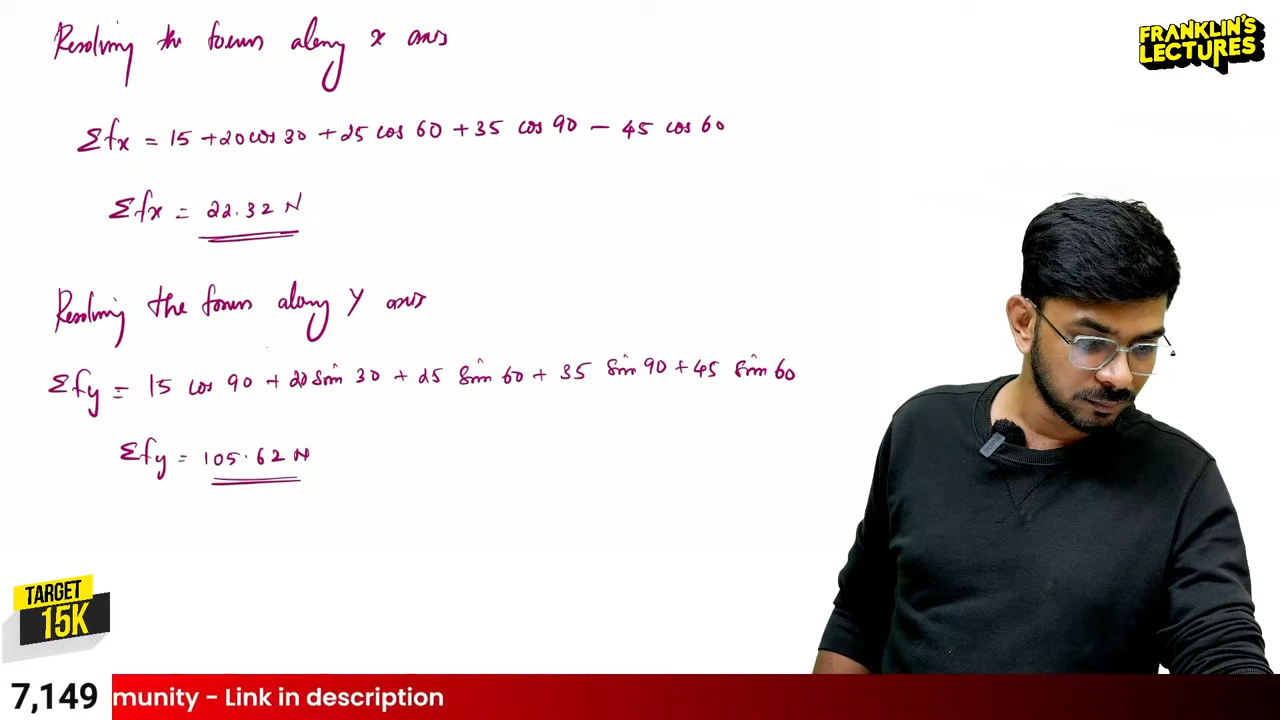 FRANKLIN'S
LECTURES
Resolving the forces along x axis
Σfx = 15 + 20 cos 30 + 25 cos 60 + 35 cos 90 − 45 cos 60
Σfx = 22.32 N
Resolving the forces along Y axis
Σfy = 15 cos 90 + 20 sin 30 + 25 sin 60 + 35 sin 90 + 45 sin 60
Σfy = 105.62 N
TARGET
15K
7,149
munity - Link in description